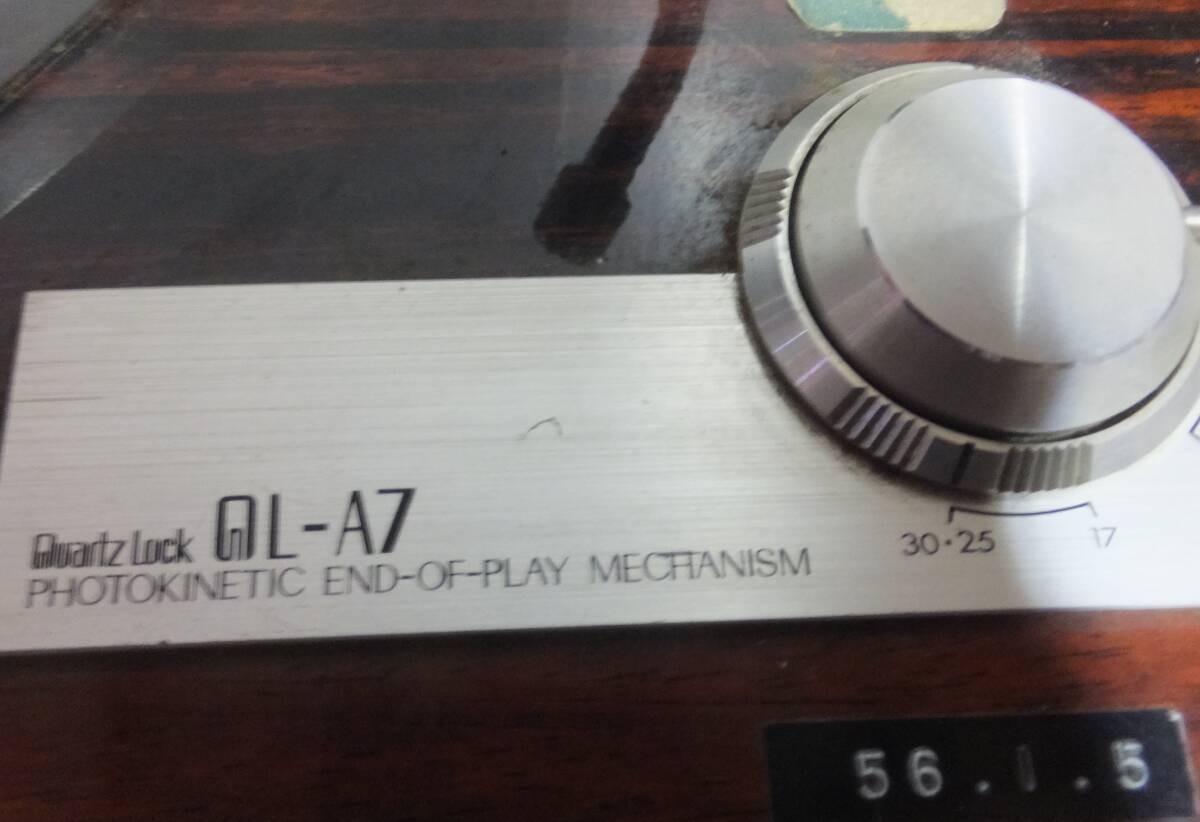 Quartz Lock QL-A7
PHOTOKINETIC END-OF-PLAY MECHANISM
30·25 17
56.1.5